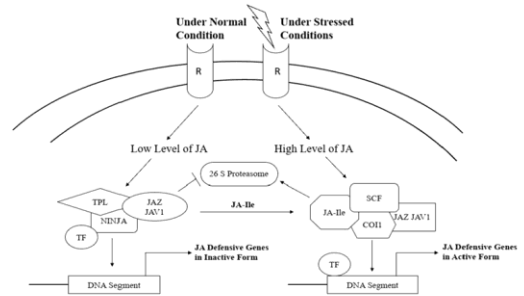 Under Normal
Condition
Under Stressed
Conditions
R
R
Low Level of JA
High Level of JA
26 S Proteasome
TPL
JAZ
JAV1
NINJA
TF
JA-Ile
SCF
JA-Ile
COI1
JAZ JAV1
JA Defensive Genes
in Inactive Form
JA Defensive Genes
in Active Form
TF
DNA Segment
DNA Segment